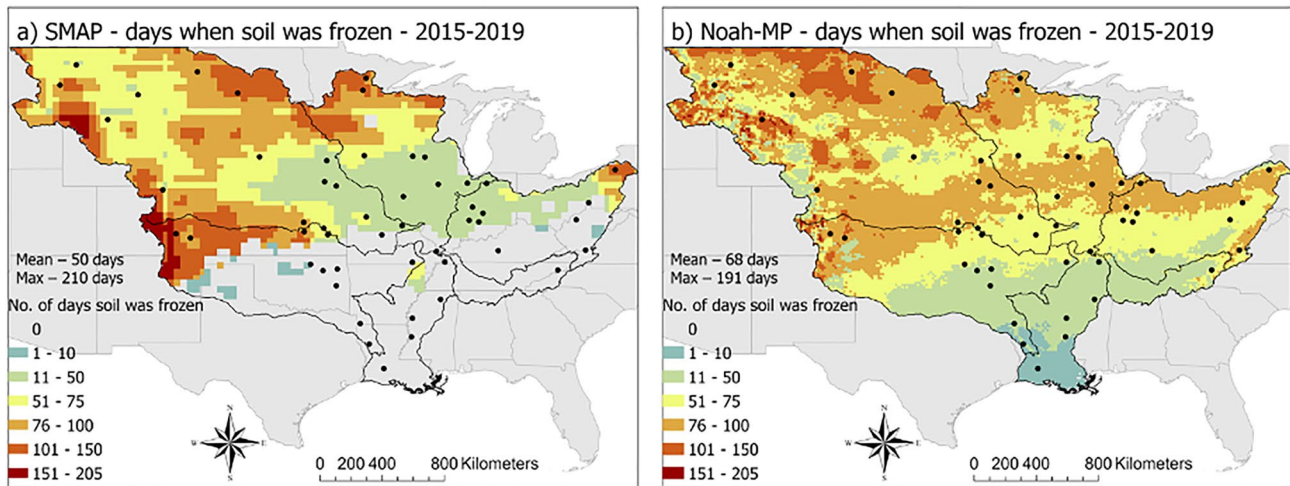 a) SMAP - days when soil was frozen - 2015-2019
Mean – 50 days
Max – 210 days
No. of days soil was frozen
0
1 - 10
11 - 50
51 - 75
76 - 100
101 - 150
151 - 205
N
W E
S
0 200 400 800 Kilometers
b) Noah-MP - days when soil was frozen - 2015-2019
Mean – 68 days
Max – 191 days
No. of days soil was frozen
0
1 - 10
11 - 50
51 - 75
76 - 100
101 - 150
151 - 205
N
W E
S
0 200 400 800 Kilometers